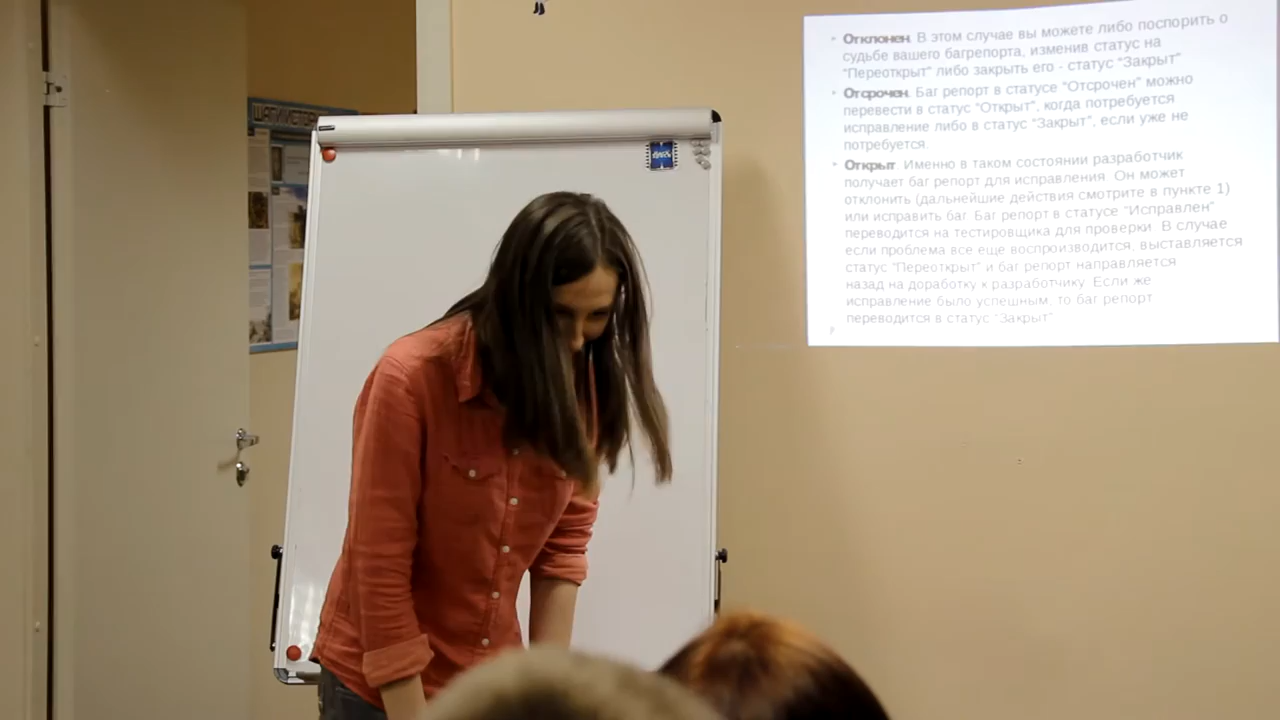 Отклонен. В этом случае вы можете либо поспорить о
судьбе вашего багрепорта, изменив статус на
“Переоткрыт” либо закрыть его - статус “Закрыт”
Отсрочен. Баг репорт в статусе “Отсрочен” можно
перевести в статус “Открыт”, когда потребуется
исправление либо в статус “Закрыт”, если уже не
потребуется.
Открыт. Именно в таком состоянии разработчик
получает баг репорт для исправления. Он может
отклонить (дальнейшие действия смотрите в пункте 1)
или исправить баг. Баг репорт в статусе “Исправлен”
переводится на тестировщика для проверки. В случае
если проблема все еще воспроизводится, выставляется
статус “Переоткрыт” и баг репорт направляется
назад на доработку к разработчику. Если же
исправление было успешным, то баг репорт
переводится в статус “Закрыт”